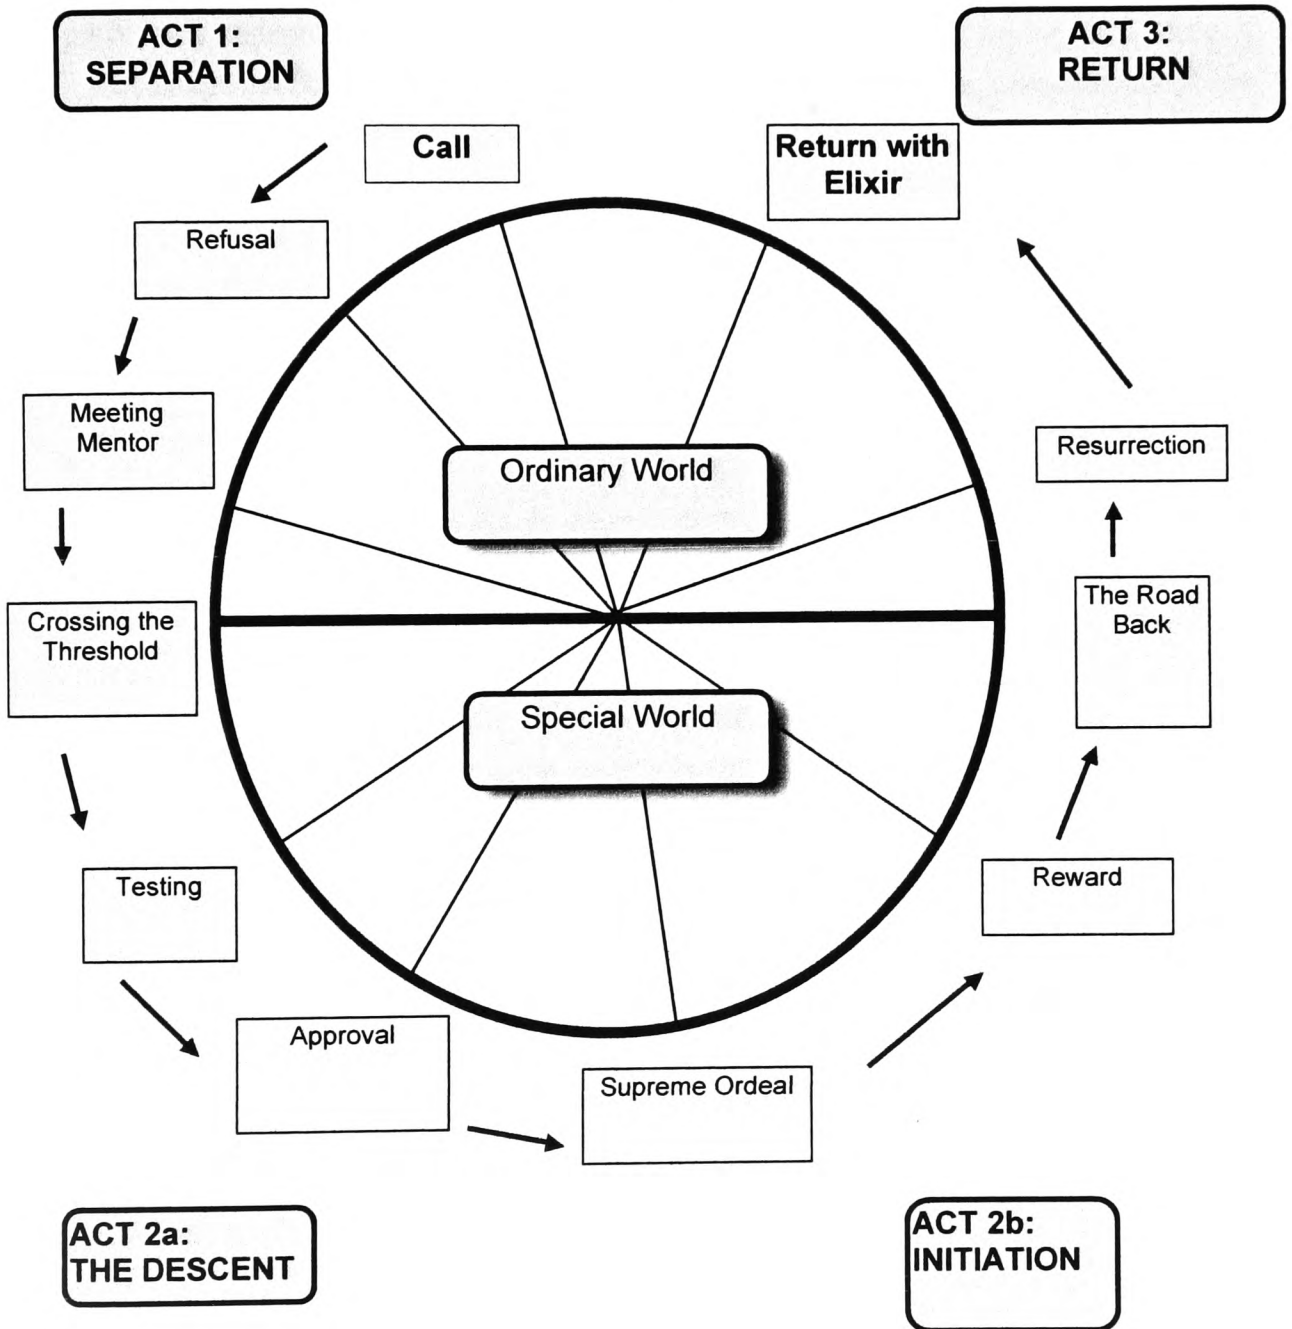 ACT 1:
SEPARATION
ACT 3:
RETURN
Call
Return with
Elixir
Refusal
Meeting
Mentor
Resurrection
Ordinary World
The Road
Back
Crossing the
Threshold
Special World
Testing
Reward
Approval
Supreme Ordeal
ACT 2a:
THE DESCENT
ACT 2b:
INITIATION